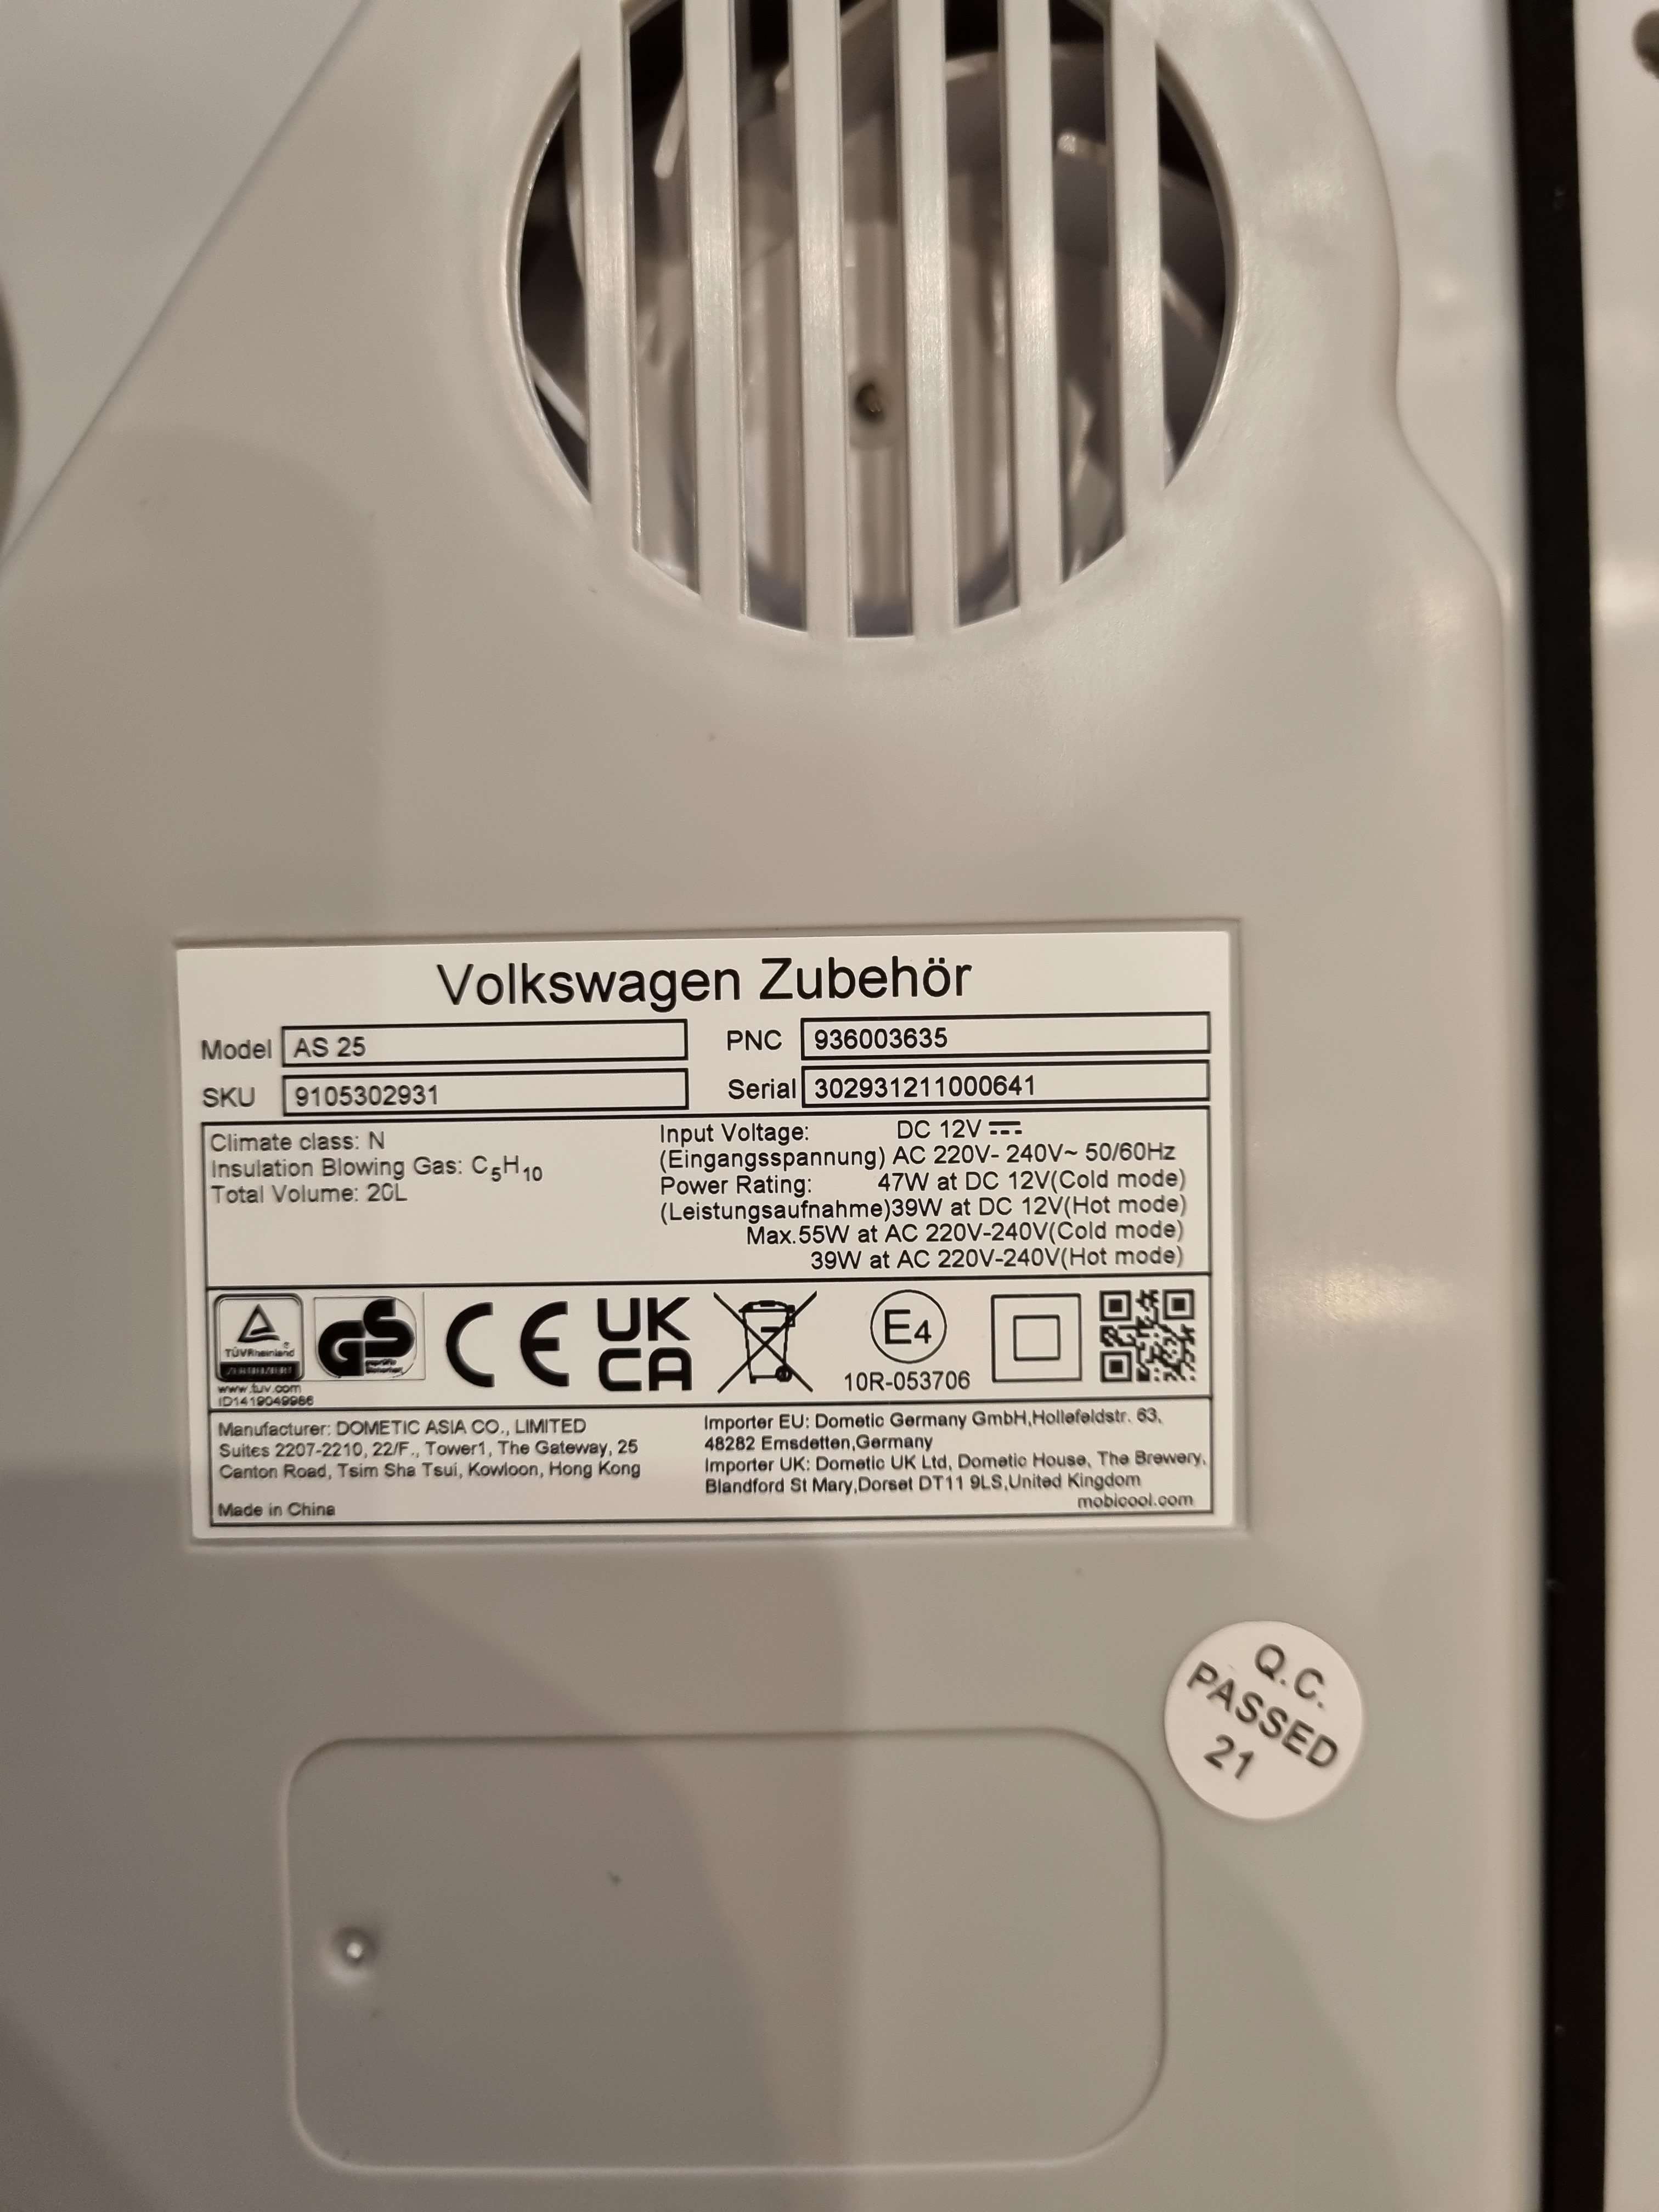 Volkswagen Zubehör
Model AS 25 PNC 936003635
SKU 9105302931 Serial 302931211000641
Climate class: N
Insulation Blowing Gas: C₅H₁₀
Total Volume: 20L
Input Voltage: DC 12V
(Eingangsspannung) AC 220V- 240V~ 50/60Hz
Power Rating: 47W at DC 12V(Cold mode)
(Leistungsaufnahme)39W at DC 12V(Hot mode)
Max.55W at AC 220V-240V(Cold mode)
39W at AC 220V-240V(Hot mode)
TÜVRheinland
ZERTIFIZIERT
www.tuv.com
ID1419049986
GS
geprüfte
Sicherheit
CE
UK
CA
E4
10R-053706
Manufacturer: DOMETIC ASIA CO., LIMITED
Suites 2207-2210, 22/F., Tower1, The Gateway, 25
Canton Road, Tsim Sha Tsui, Kowloon, Hong Kong
Made in China
Importer EU: Dometic Germany GmbH,Hollefeldstr. 63,
48282 Emsdetten,Germany
Importer UK: Dometic UK Ltd, Dometic House, The Brewery,
Blandford St Mary,Dorset DT11 9LS,United Kingdom
mobicool.com
Q.C.
PASSED
21